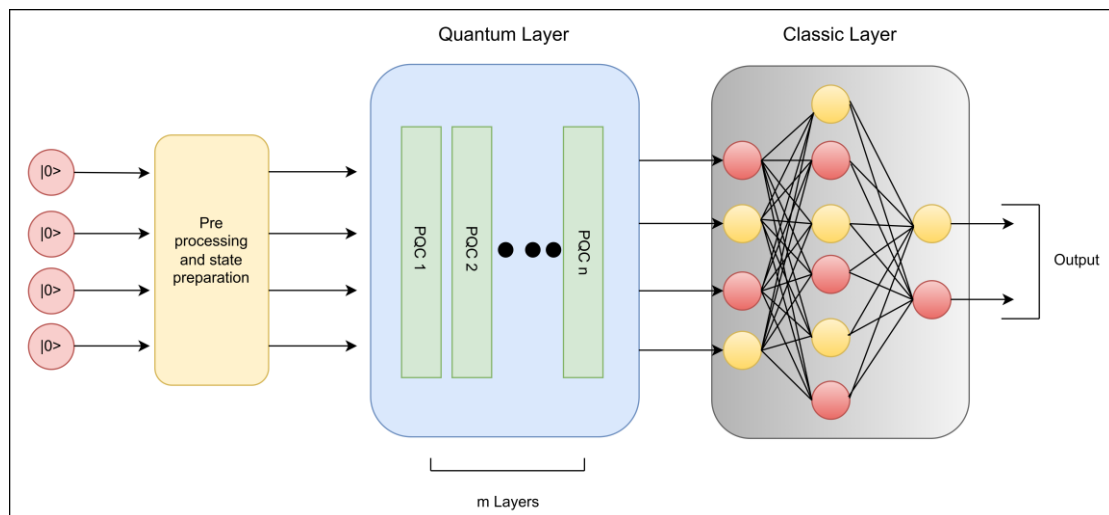 Quantum Layer
Classic Layer
|0>
|0>
|0>
|0>
Pre
processing
and state
preparation
PQC 1
PQC 2
PQC n
Output
m Layers